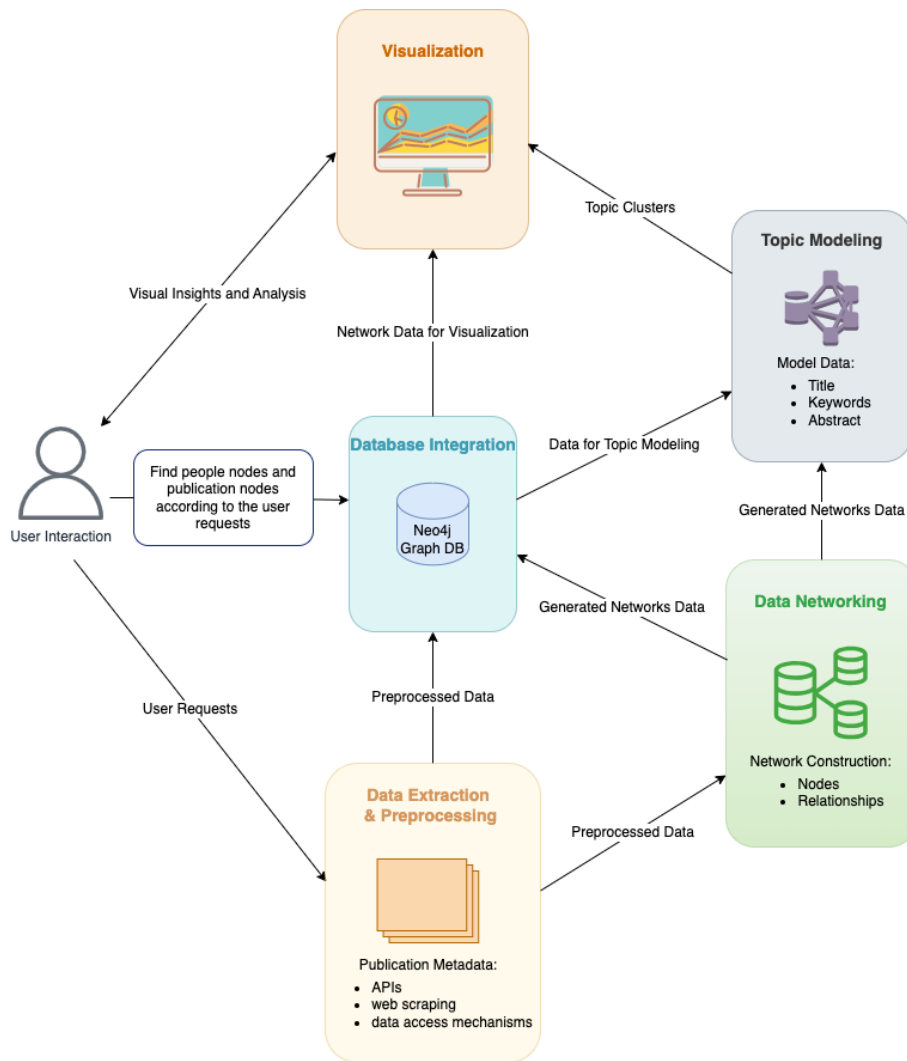 Visualization
Topic Clusters
Topic Modeling
Visual Insights and Analysis
Network Data for Visualization
Model Data:
• Title
• Keywords
• Abstract
Database Integration
Data for Topic Modeling
Find people nodes and
publication nodes
according to the user
requests
User Interaction
Neo4j
Graph DB
Generated Networks Data
Generated Networks Data
Data Networking
User Requests
Preprocessed Data
Network Construction:
• Nodes
• Relationships
Data Extraction
& Preprocessing
Preprocessed Data
Publication Metadata:
• APIs
• web scraping
• data access mechanisms